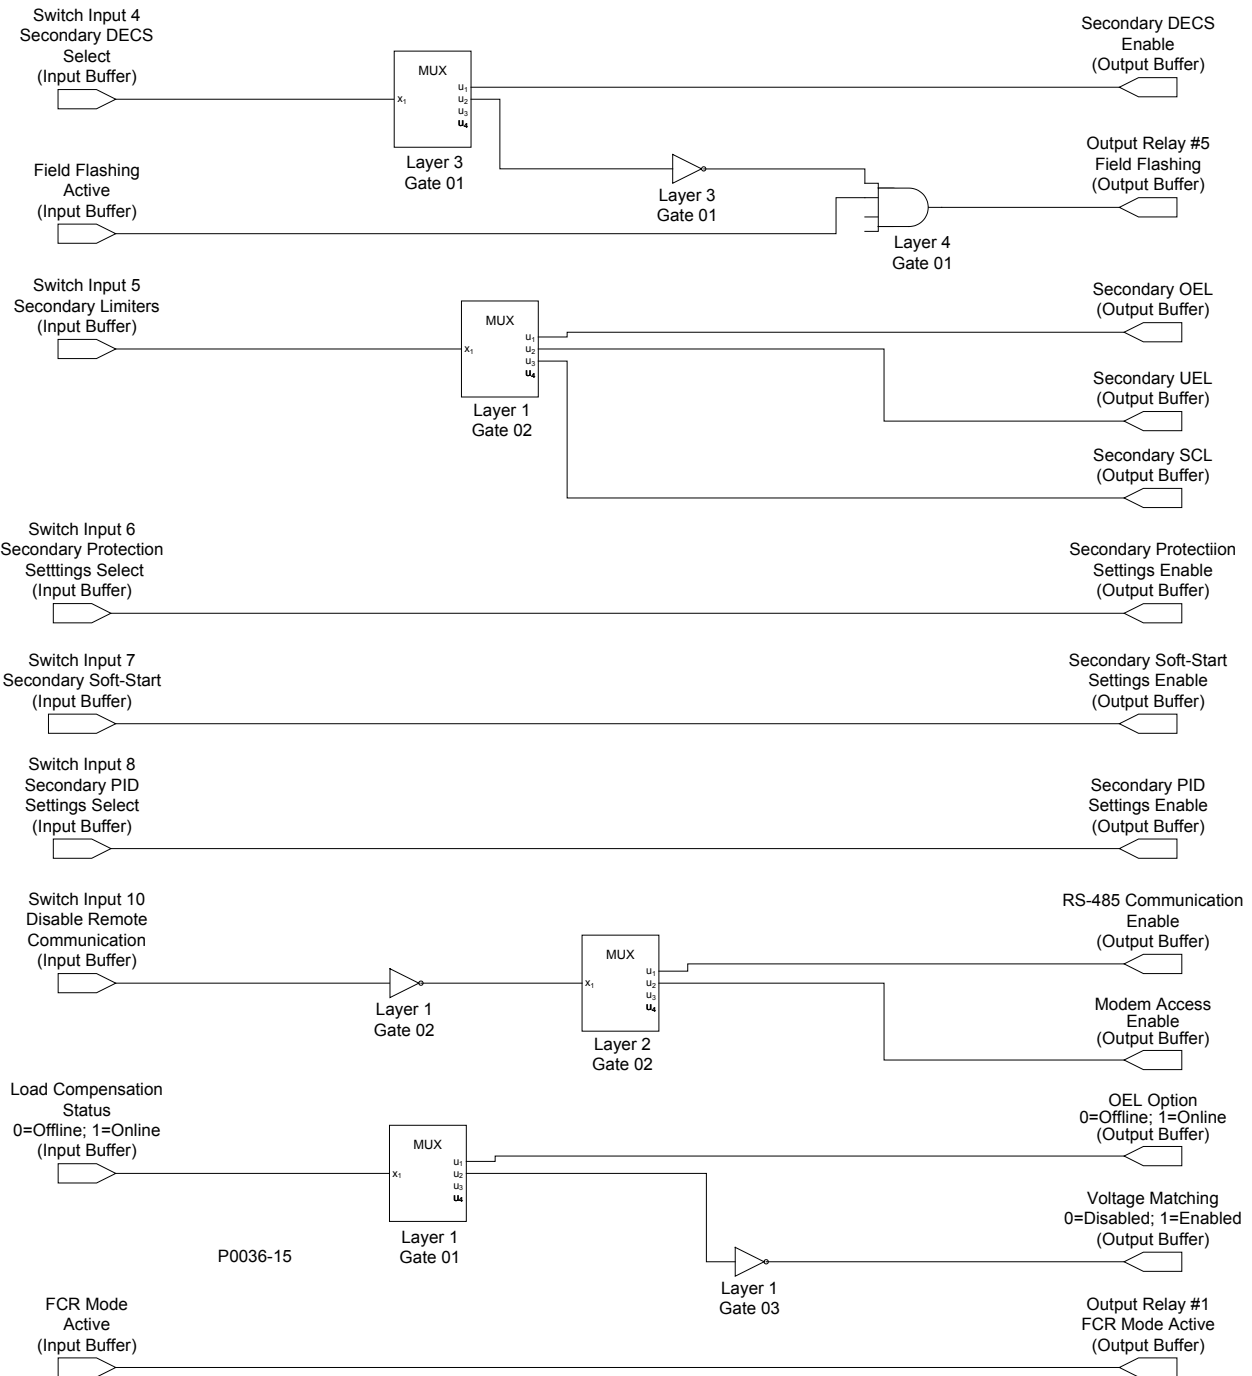 Switch Input 4
Secondary DECS
Select
(Input Buffer)
MUX
x₁
u₁
u₂
u₃
u₄
Layer 3
Gate 01
Secondary DECS
Enable
(Output Buffer)
Field Flashing
Active
(Input Buffer)
Layer 3
Gate 01
Layer 4
Gate 01
Output Relay #5
Field Flashing
(Output Buffer)
Switch Input 5
Secondary Limiters
(Input Buffer)
MUX
x₁
u₁
u₂
u₃
u₄
Layer 1
Gate 02
Secondary OEL
(Output Buffer)
Secondary UEL
(Output Buffer)
Secondary SCL
(Output Buffer)
Switch Input 6
Secondary Protection
Setttings Select
(Input Buffer)
Secondary Protectiion
Settings Enable
(Output Buffer)
Switch Input 7
Secondary Soft-Start
(Input Buffer)
Secondary Soft-Start
Settings Enable
(Output Buffer)
Switch Input 8
Secondary PID
Settings Select
(Input Buffer)
Secondary PID
Settings Enable
(Output Buffer)
Switch Input 10
Disable Remote
Communication
(Input Buffer)
Layer 1
Gate 02
MUX
x₁
u₁
u₂
u₃
u₄
Layer 2
Gate 02
RS-485 Communication
Enable
(Output Buffer)
Modem Access
Enable
(Output Buffer)
Load Compensation
Status
0=Offline; 1=Online
(Input Buffer)
MUX
x₁
u₁
u₂
u₃
u₄
Layer 1
Gate 01
OEL Option
0=Offline; 1=Online
(Output Buffer)
Voltage Matching
0=Disabled; 1=Enabled
(Output Buffer)
P0036-15
Layer 1
Gate 03
FCR Mode
Active
(Input Buffer)
Output Relay #1
FCR Mode Active
(Output Buffer)